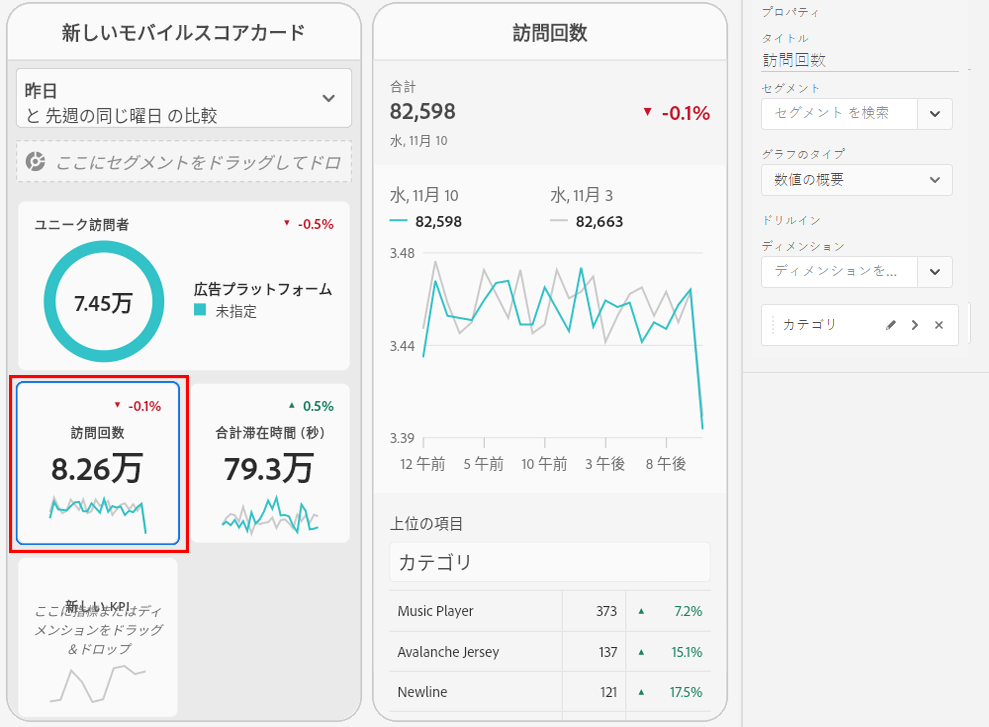 新しいモバイルスコアカード
昨日
と 先週の同じ曜日 の比較
ここにセグメントをドラッグしてドロ
ユニーク訪問者
-0.5%
7.45万
広告プラットフォーム
未指定
-0.1%
訪問回数
8.26万
0.5%
合計滞在時間 (秒)
79.3万
新しい KPI
ここに指標またはディ
メンションをドラッグ
&ドロップ
訪問回数
合計
82,598
-0.1%
水, 11月 10
水, 11月 10
82,598
水, 11月 3
82,663
3.48
3.44
3.39
12 午前 5 午前 10 午前 3 午後 8 午後
上位の項目
カテゴリ
Music Player 373 7.2%
Avalanche Jersey 137 15.1%
Newline 121 17.5%
プロパティ
タイトル
訪問回数
セグメント
セグメント を検索
グラフのタイプ
数値の概要
ドリルイン
ディメンション
ディメンションを...
カテゴリ